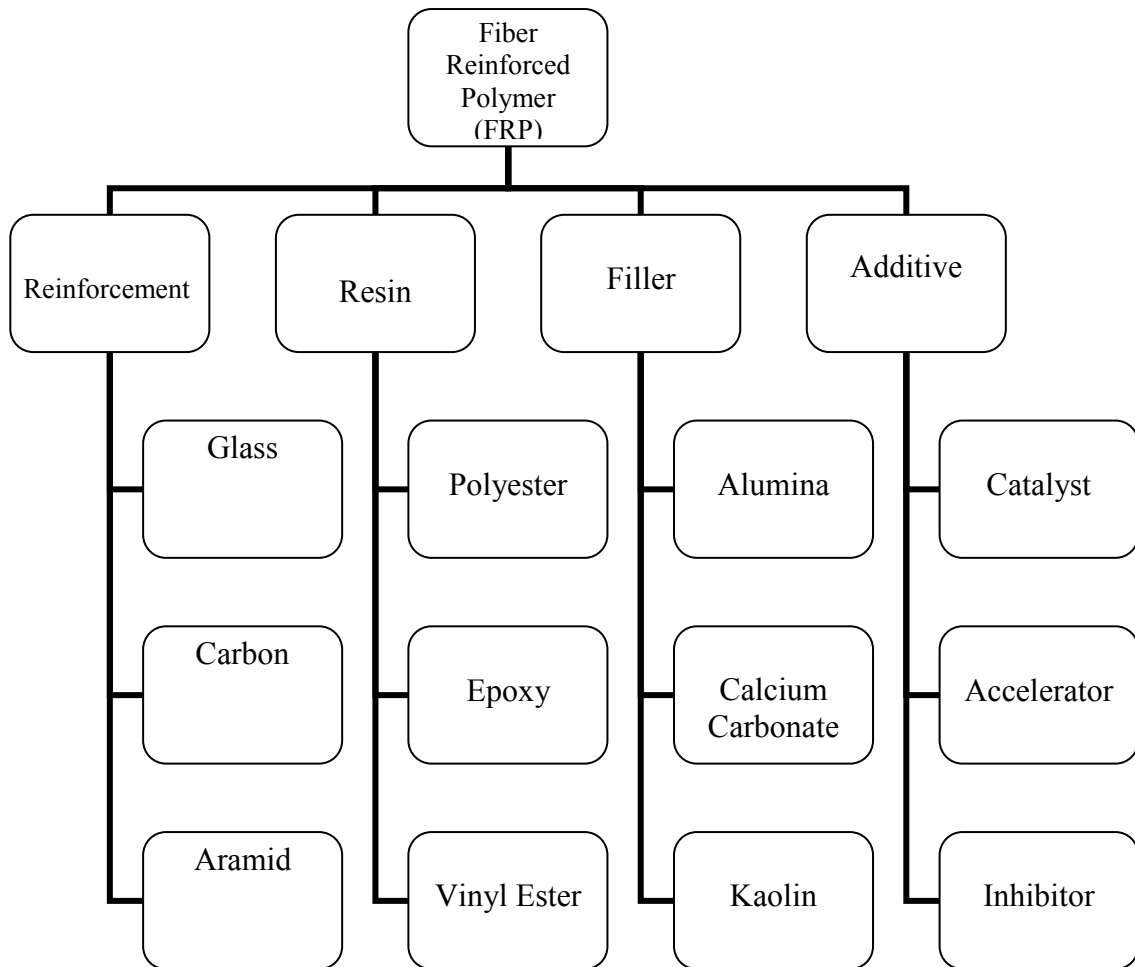 Fiber
Reinforced
Polymer
(FRP)
Reinforcement
Resin
Filler
Additive
Glass
Polyester
Alumina
Catalyst
Carbon
Epoxy
Calcium
Carbonate
Accelerator
Aramid
Vinyl Ester
Kaolin
Inhibitor